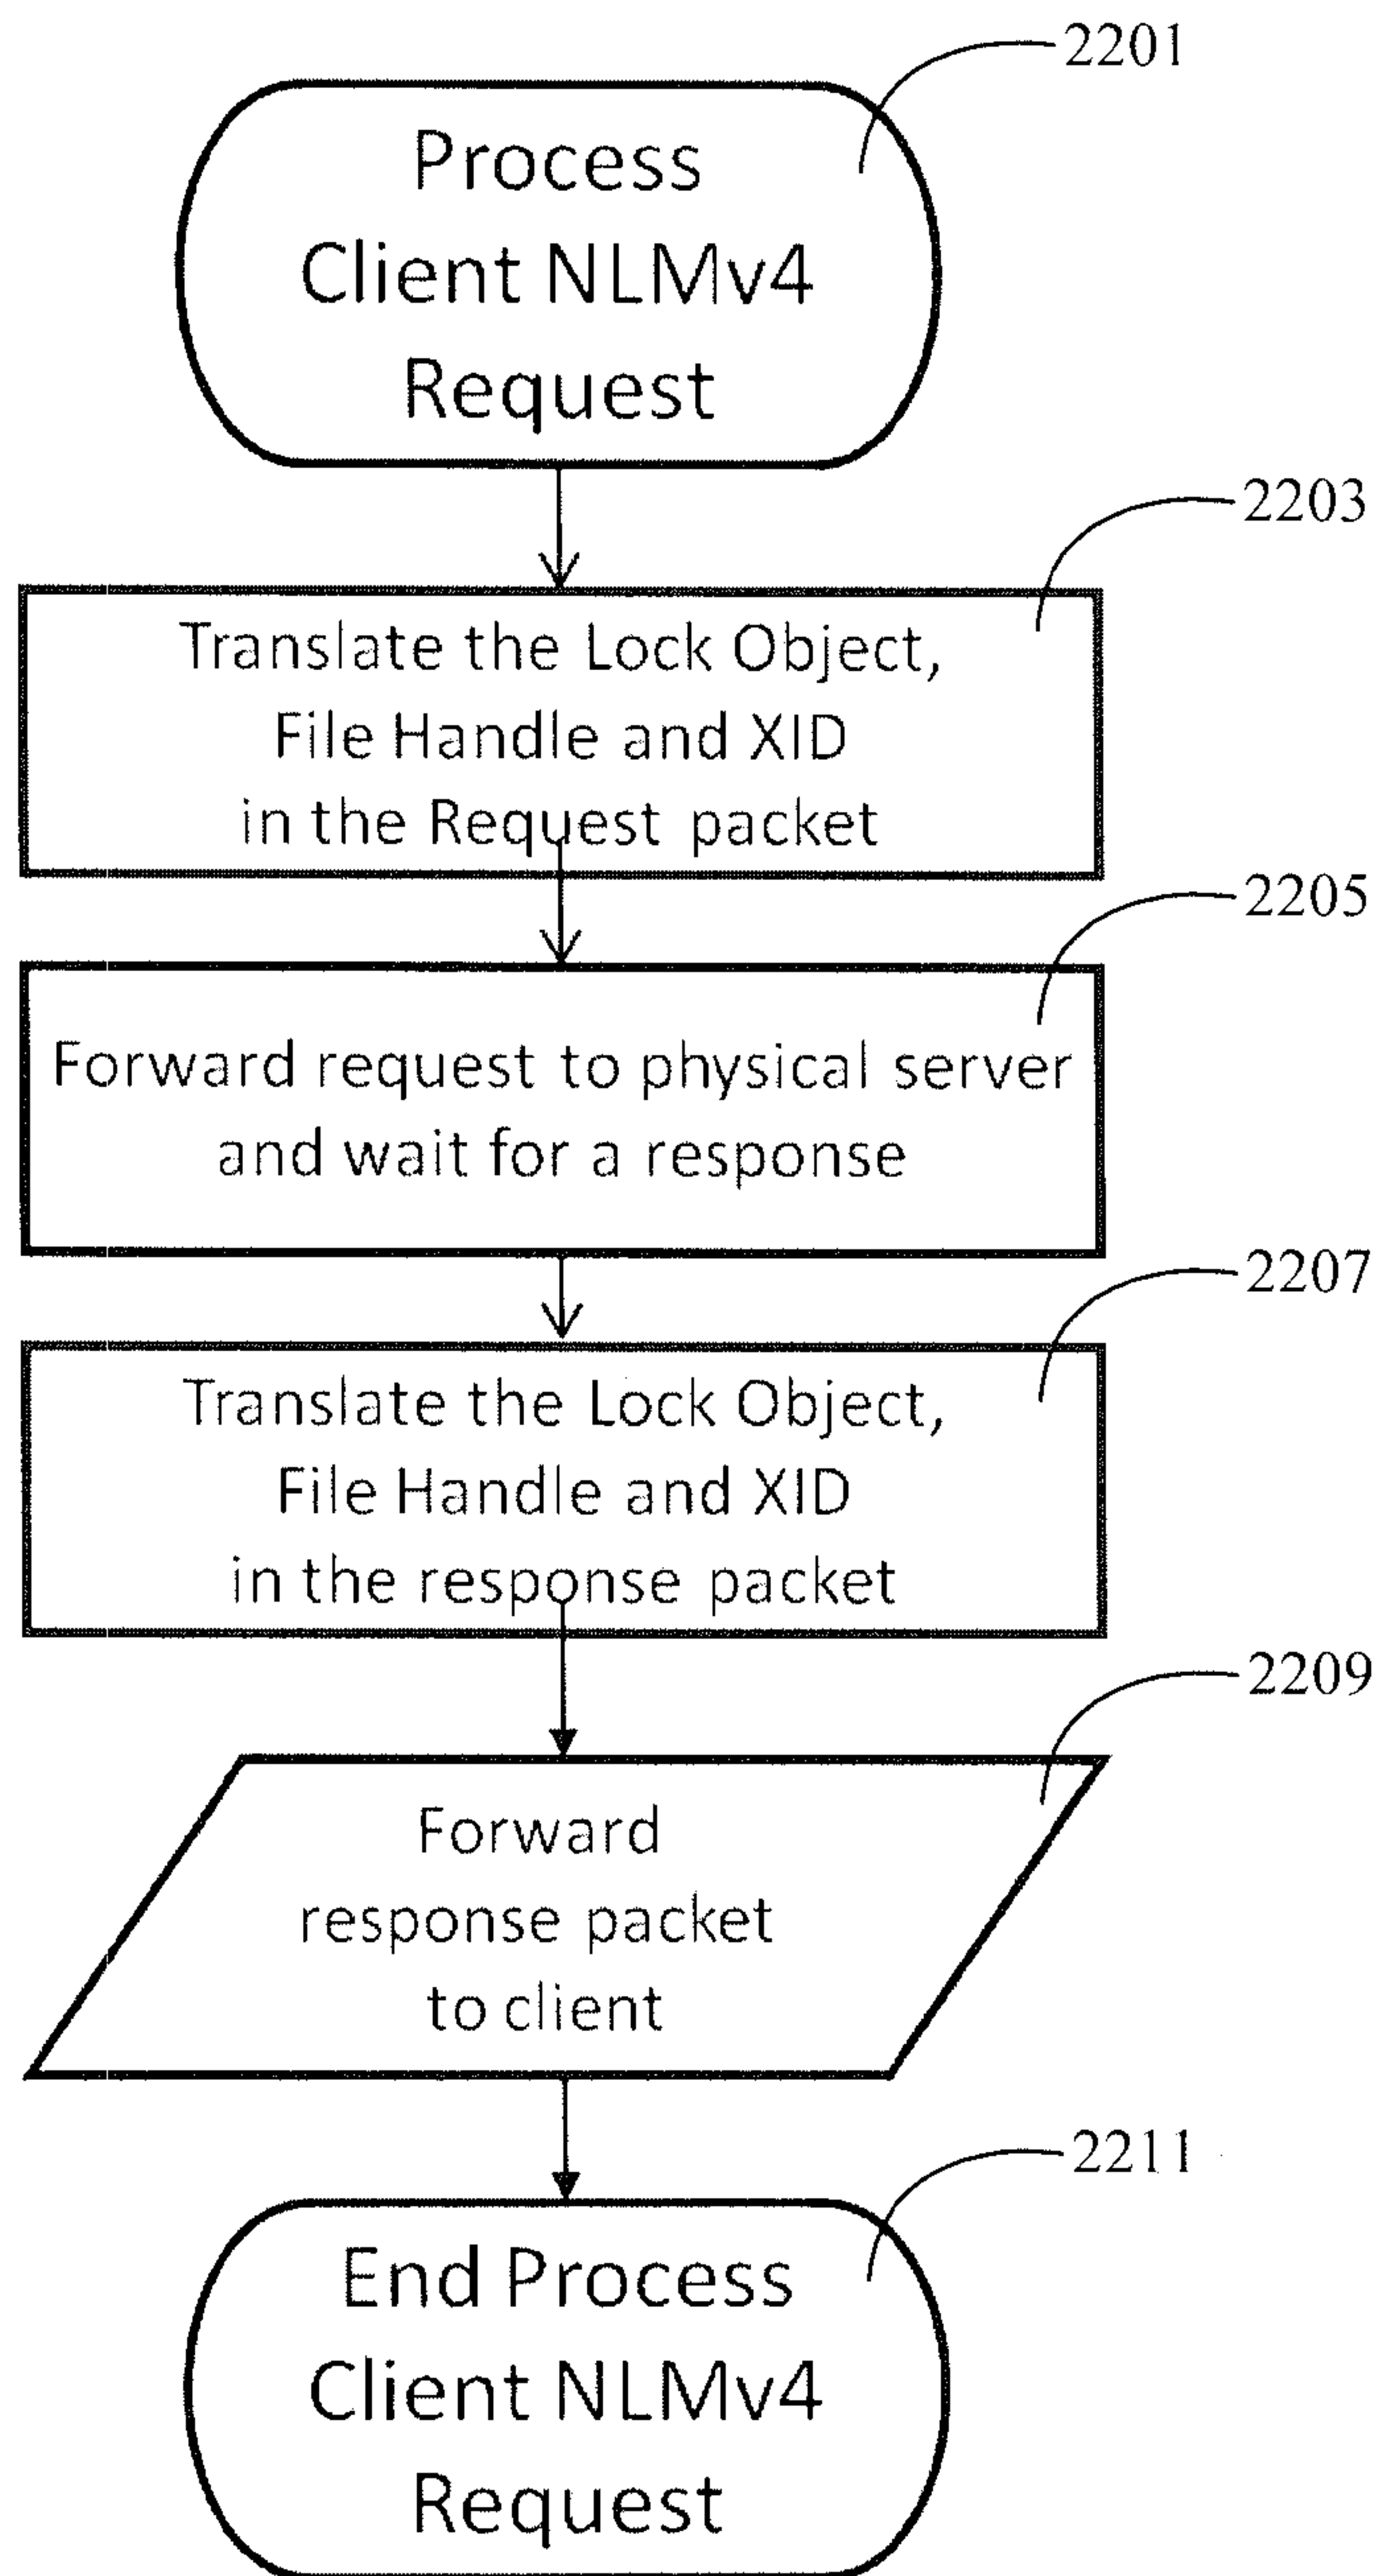 2201
Process
Client NLMv4
Request
2203
Translate the Lock Object,
File Handle and XID
in the Request packet
2205
Forward request to physical server
and wait for a response
2207
Translate the Lock Object,
File Handle and XID
in the response packet
2209
Forward
response packet
to client
2211
End Process
Client NLMv4
Request